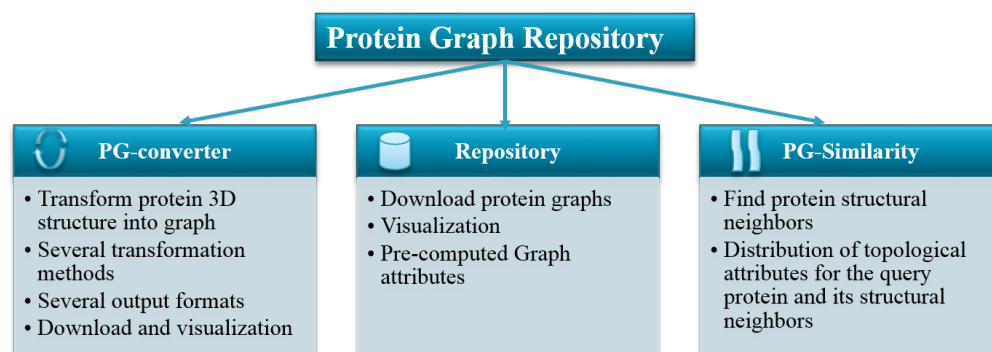 Protein Graph Repository
PG-converter
• Transform protein 3D
structure into graph
• Several transformation
methods
• Several output formats
• Download and visualization
Repository
• Download protein graphs
• Visualization
• Pre-computed Graph
attributes
PG-Similarity
• Find protein structural
neighbors
• Distribution of topological
attributes for the query
protein and its structural
neighbors